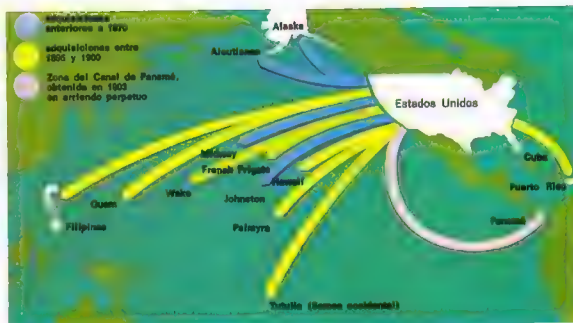 adquisiciones
anteriores a 1870
adquisiciones entre
1895 y 1900
Zona del Canal de Panamá,
obtenida en 1903
en arriendo perpetuo
Alaska
Aleutianas
Estados Unidos
Midway
French Frigate
Hawaii
Wake
Guam
Johnston
Filipinas
Palmyra
Cuba
Puerto Rico
Panamá
Tutuila (Samoa occidental)